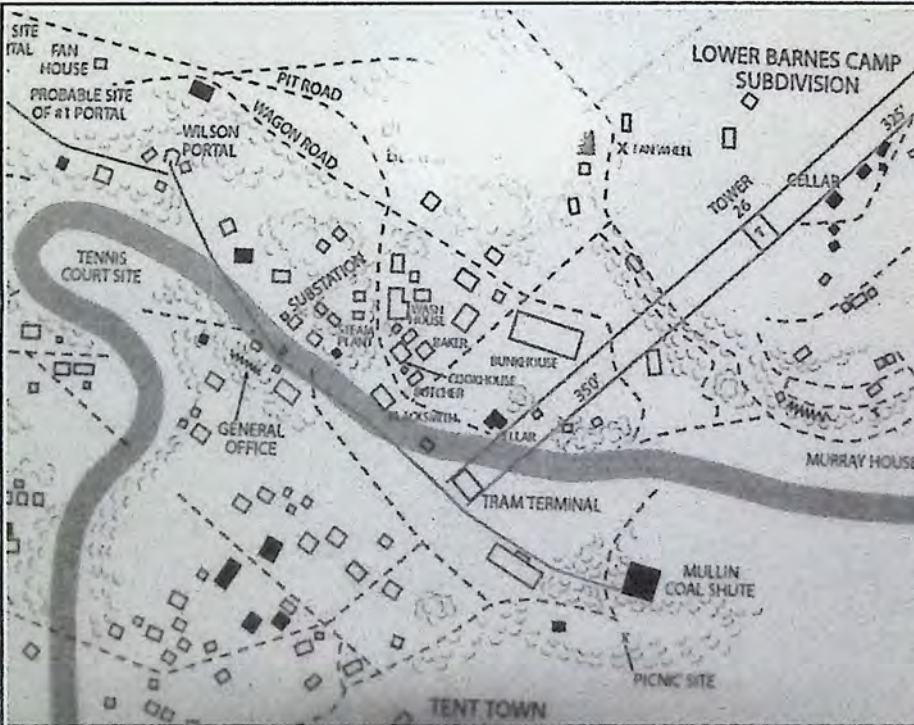 SITE
TAL
FAN
HOUSE
PROBABLE SITE
OF #1 PORTAL
WILSON
PORTAL
PIT ROAD
WAGON ROAD
LOWER BARNES CAMP
SUBDIVISION
325'
FAN WHEEL
CELLAR
TOWER
26
T
TENNIS
COURT SITE
SUBSTATION
STEAM
PLANT
WASH
HOUSE
BAKER
BUNKHOUSE
COOKHOUSE
BUTCHER
BLACKSMITH
350'
LLAR
GENERAL
OFFICE
MURRAY HOUSE
TRAM TERMINAL
MULLIN
COAL SHUTE
PICNIC SITE
TENT TOWN